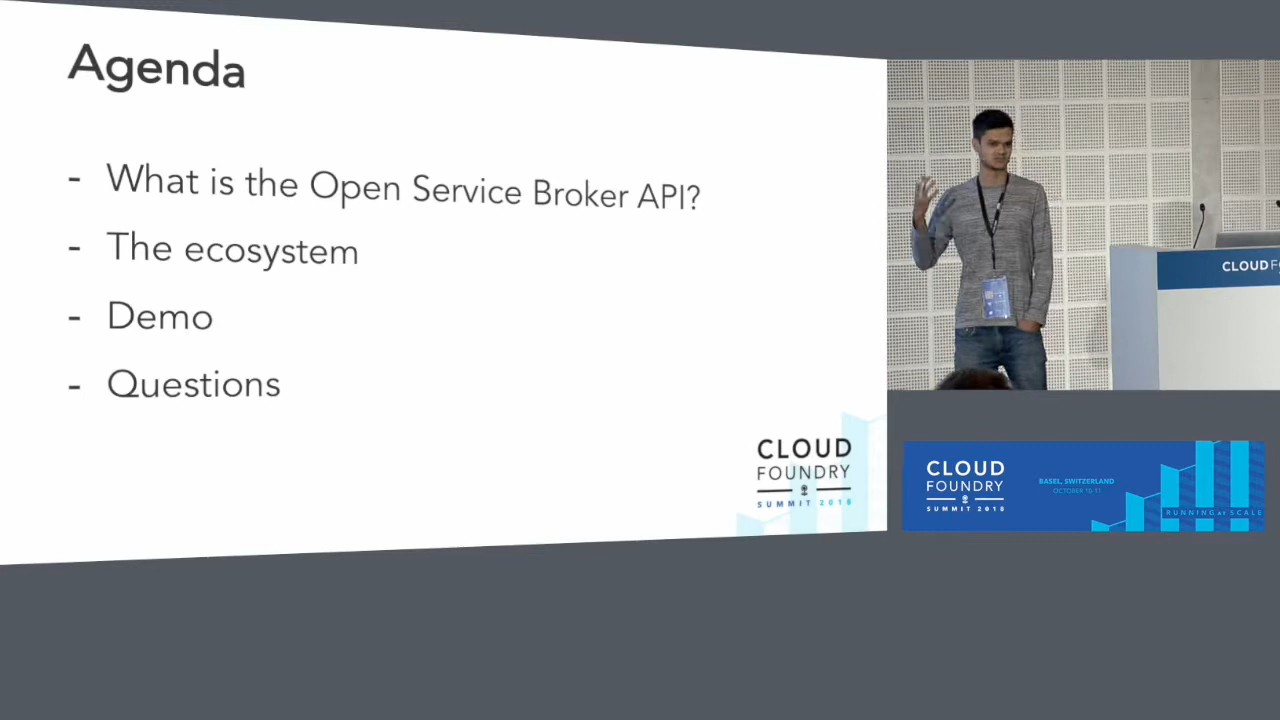 Agenda
- What is the Open Service Broker API?
- The ecosystem
- Demo
- Questions
CLOUD
FOUNDRY
SUMMIT 2018
CLOUD
CLOUD
FOUNDRY
SUMMIT 2018
BASEL, SWITZERLAND
OCTOBER 10-11
RUNNING AT SCALE